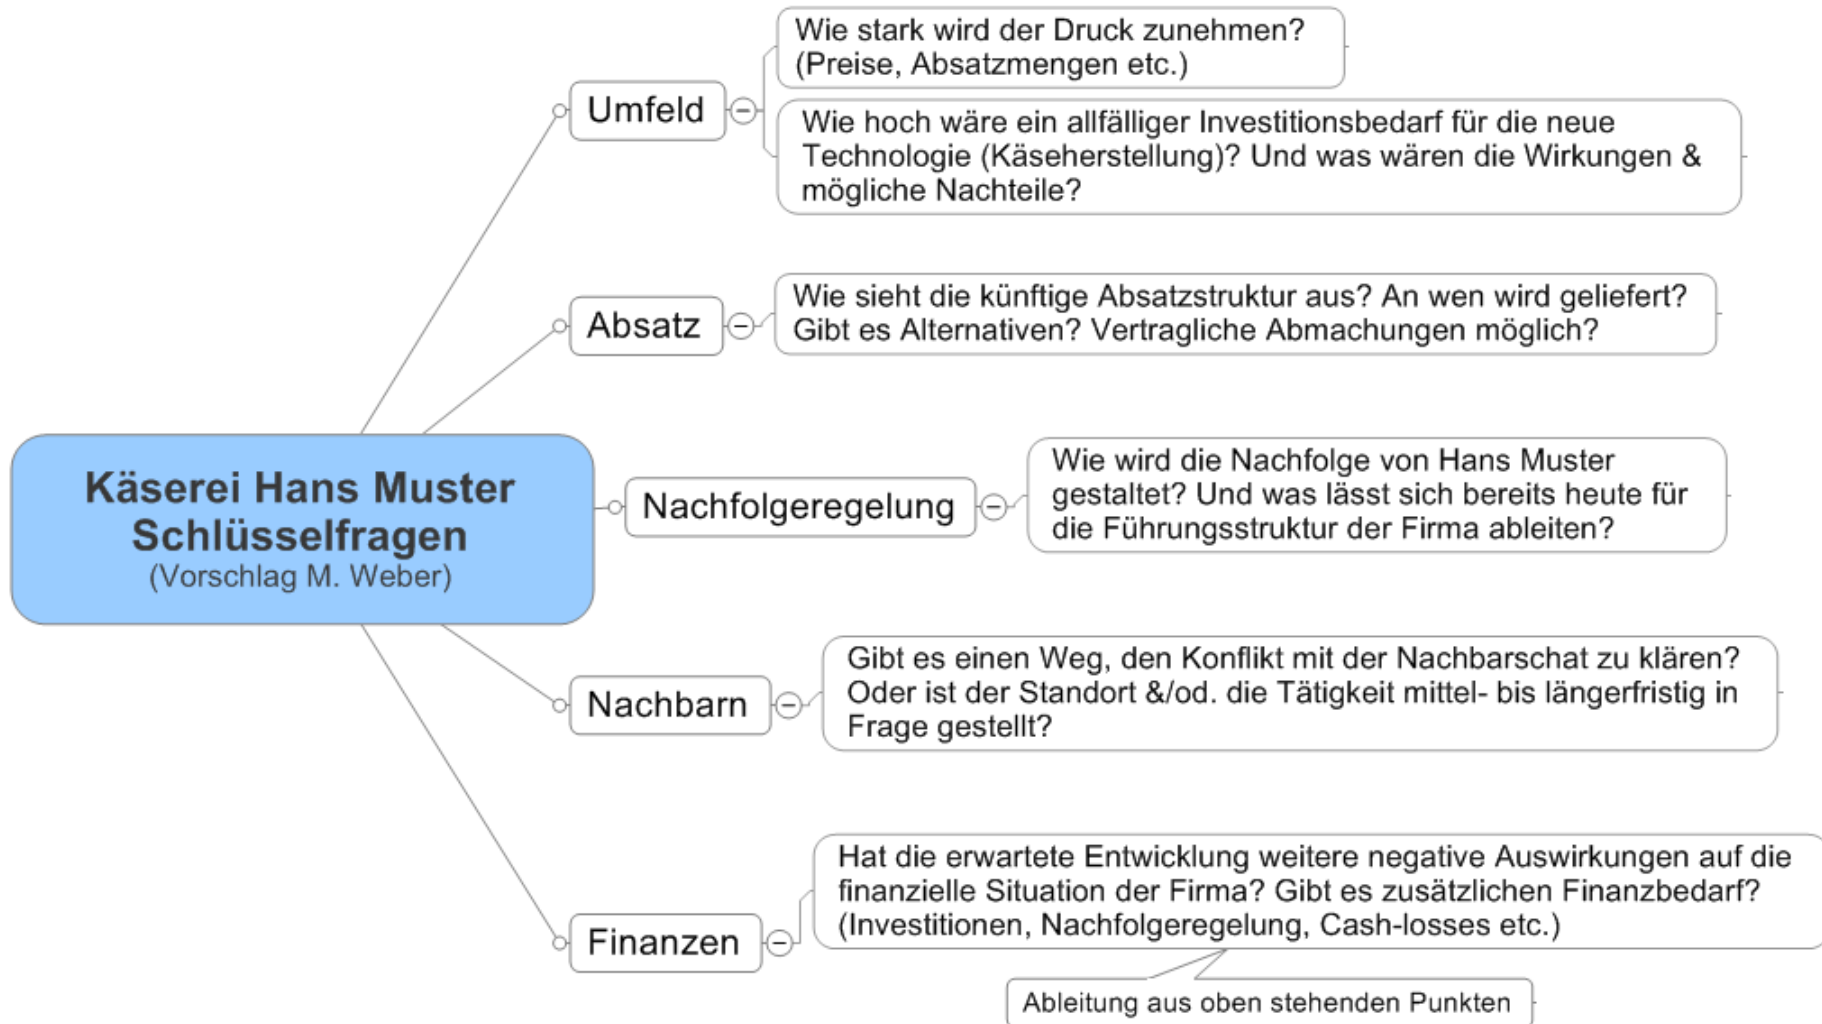 Wie stark wird der Druck zunehmen?
(Preise, Absatzmengen etc.)
Umfeld
Wie hoch wäre ein allfälliger Investitionsbedarf für die neue
Technologie (Käseherstellung)? Und was wären die Wirkungen &
mögliche Nachteile?
Wie sieht die künftige Absatzstruktur aus? An wen wird geliefert?
Gibt es Alternativen? Vertragliche Abmachungen möglich?
Absatz
Käserei Hans Muster
Schlüsselfragen
(Vorschlag M. Weber)
Nachfolgeregelung
Wie wird die Nachfolge von Hans Muster
gestaltet? Und was lässt sich bereits heute für
die Führungsstruktur der Firma ableiten?
Nachbarn
Gibt es einen Weg, den Konflikt mit der Nachbarschat zu klären?
Oder ist der Standort &/od. die Tätigkeit mittel- bis längerfristig in
Frage gestellt?
Finanzen
Hat die erwartete Entwicklung weitere negative Auswirkungen auf die
finanzielle Situation der Firma? Gibt es zusätzlichen Finanzbedarf?
(Investitionen, Nachfolgeregelung, Cash-losses etc.)
Ableitung aus oben stehenden Punkten